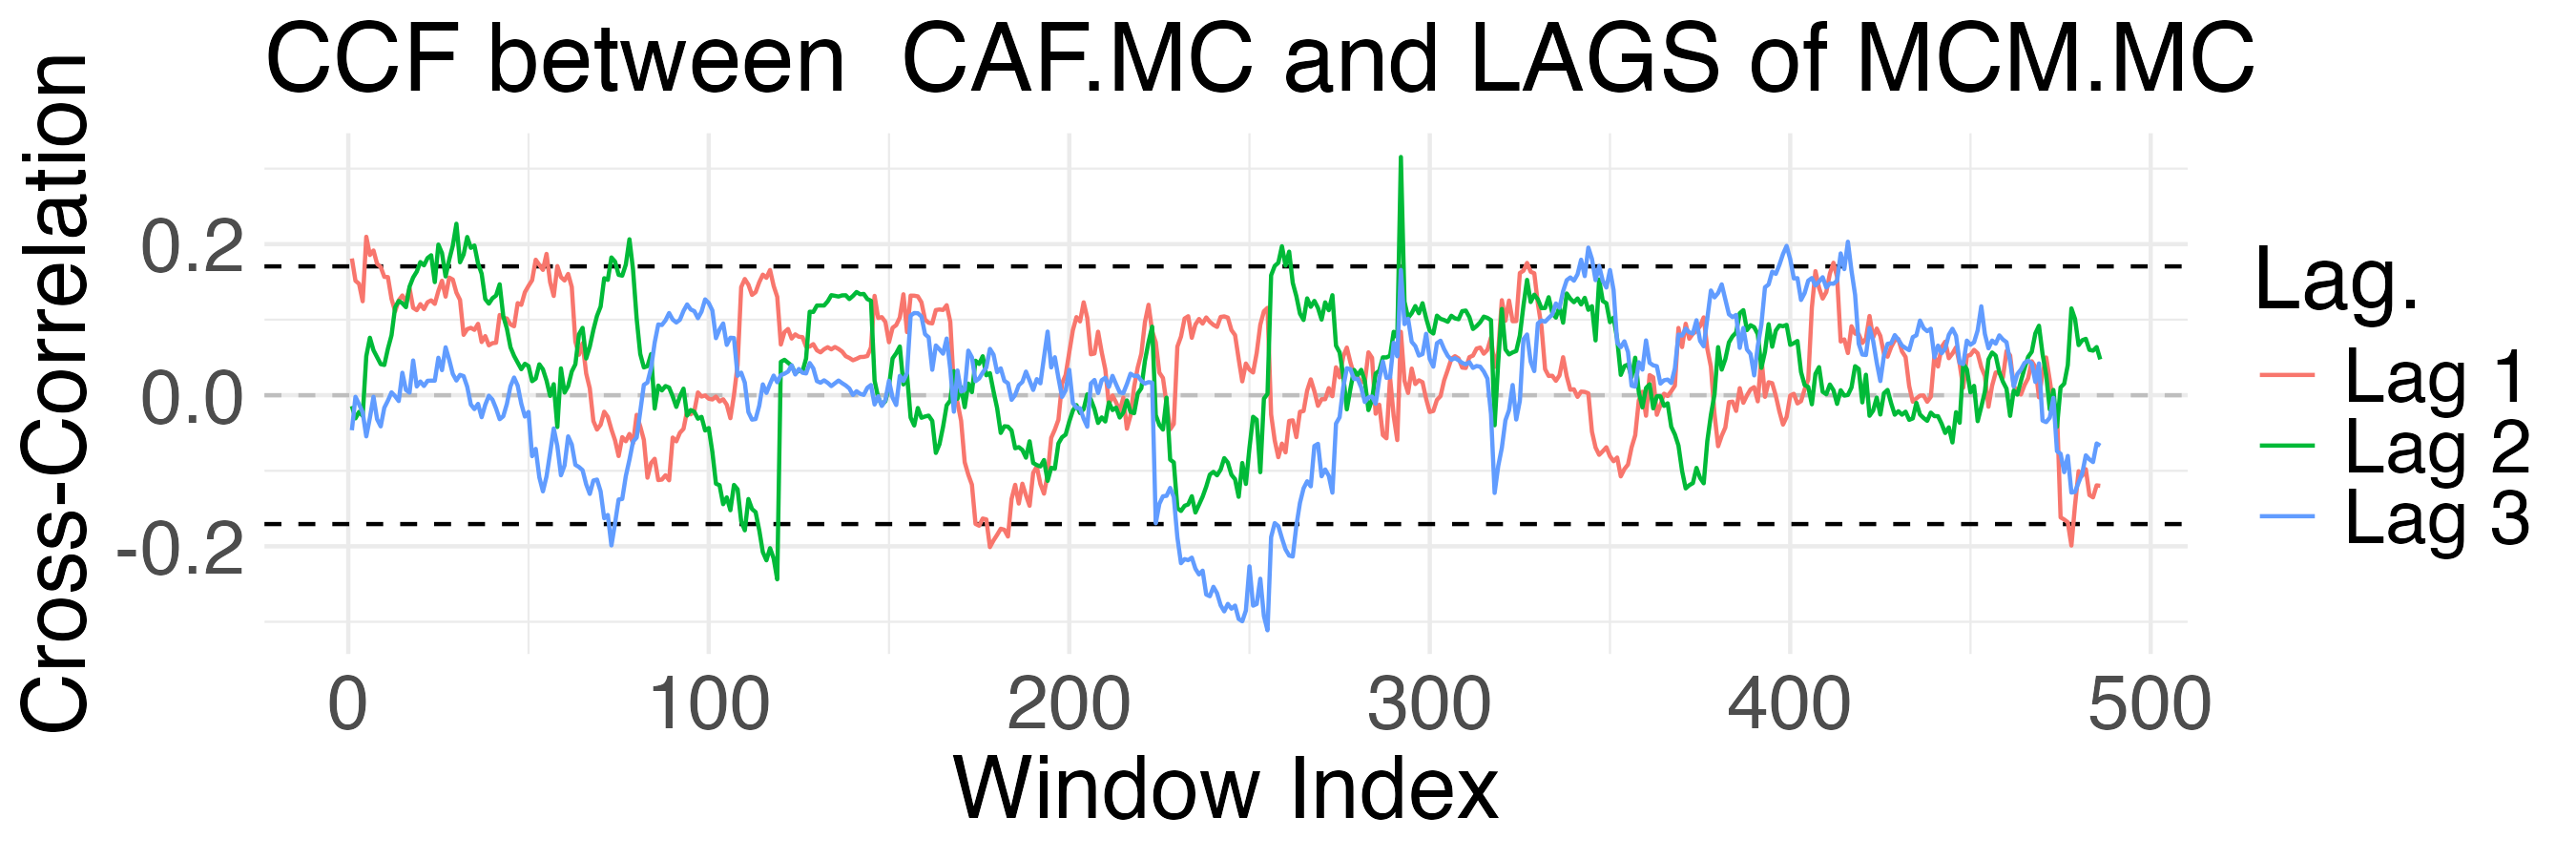 CCF between  CAF.MC and LAGS of MCM.MC
Cross-Correlation
0.2
0.0
-0.2
0 100 200 300 400 500
Window Index
Lag.
Lag 1
Lag 2
Lag 3